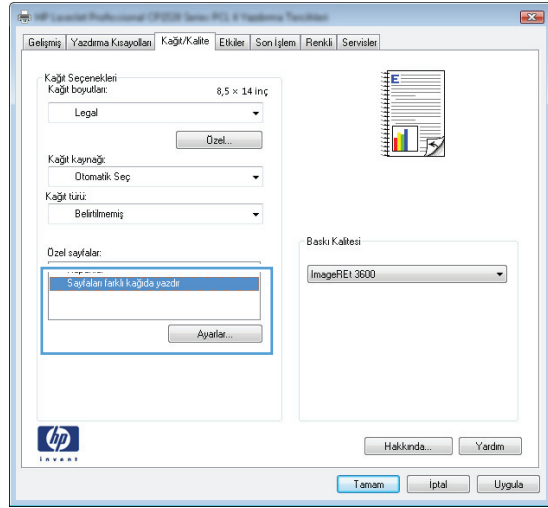 Gelişmiş Yazdırma Kısayolları Kağıt/Kalite Etkiler Son İşlem Renkli Servisler
Kağıt Seçenekleri
Kağıt boyutları: 8,5 × 14 inç
Legal
Özel...
Kağıt kaynağı:
Otomatik Seç
Kağıt türü:
Belirtilmemiş
Özel sayfalar:
Sayfaları farklı kağıda yazdır
Ayarlar...
E
Baskı Kalitesi
ImageREt 3600
hp
invent
Hakkında... Yardım
Tamam İptal Uygula